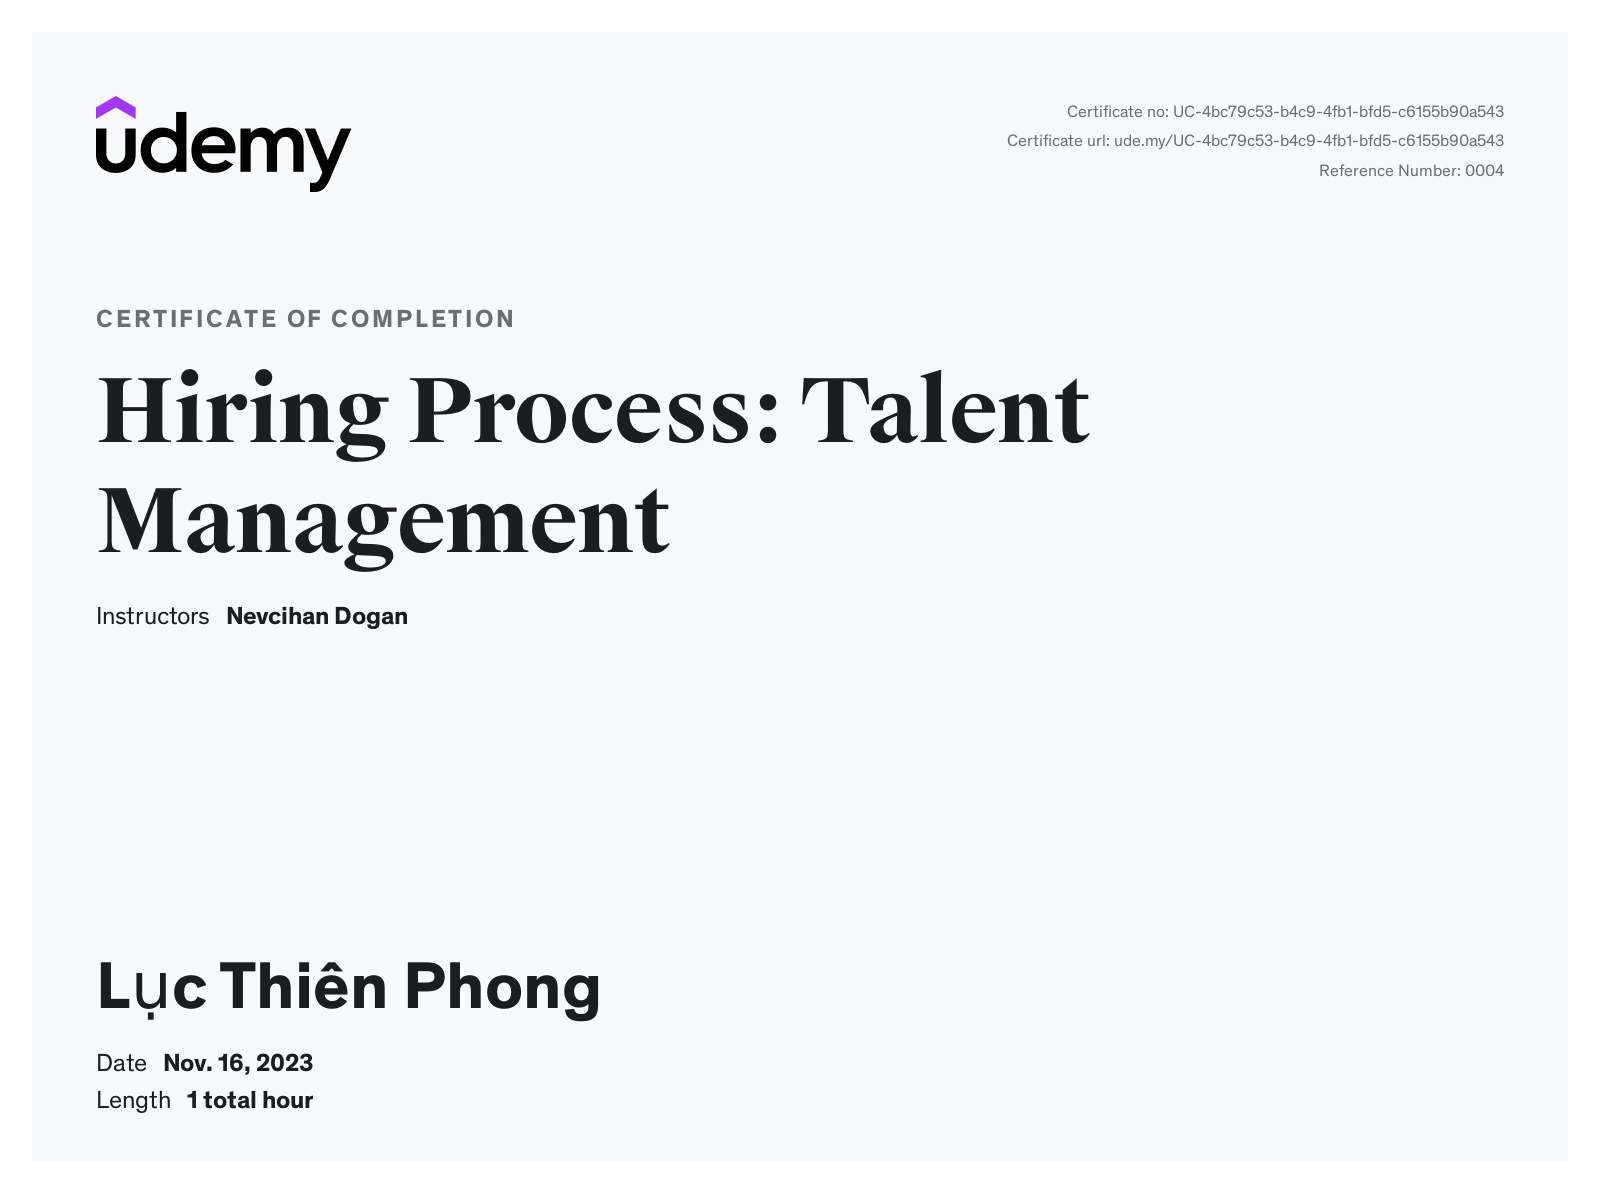 udemy
Certificate no: UC-4bc79c53-b4c9-4fb1-bfd5-c6155b90a543
Certificate url: ude.my/UC-4bc79c53-b4c9-4fb1-bfd5-c6155b90a543
Reference Number: 0004
CERTIFICATE OF COMPLETION
Hiring Process: Talent
Management
Instructors Nevcihan Dogan
Lục Thiên Phong
Date Nov. 16, 2023
Length 1 total hour